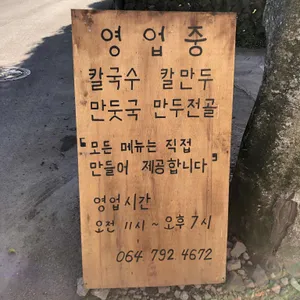 영업중
칼국수 칼만두
만둣국 만두전골
"모든 메뉴는 직접
만들어 제공합니다"
영업시간
오전 11시 ~ 오후 7시
064 792 4672